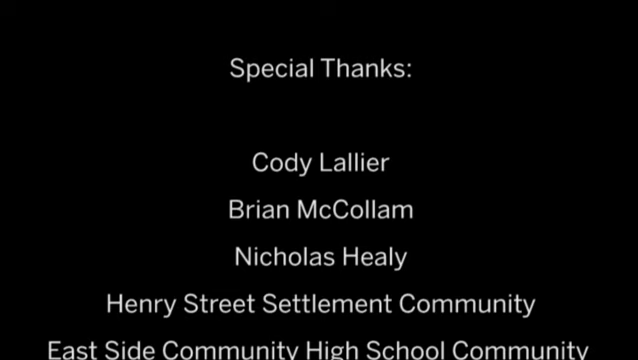 Special Thanks:
Cody Lallier
Brian McCollam
Nicholas Healy
Henry Street Settlement Community
East Side Community High School Community